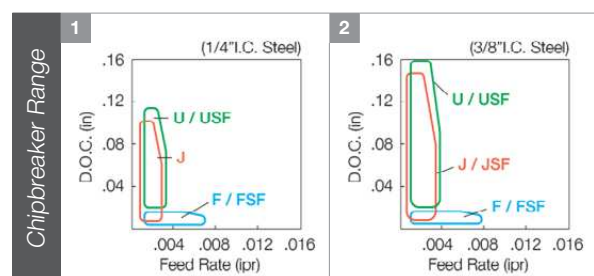 Chipbreaker Range
1
(1/4"I.C. Steel)
.16
.12
.08
.04
D.O.C. (in)
U / USF
J
F / FSF
.004 .008 .012 .016
Feed Rate (ipr)
2
(3/8"I.C. Steel)
.16
.12
.08
.04
D.O.C. (in)
U / USF
J / JSF
F / FSF
.004 .008 .012 .016
Feed Rate (ipr)